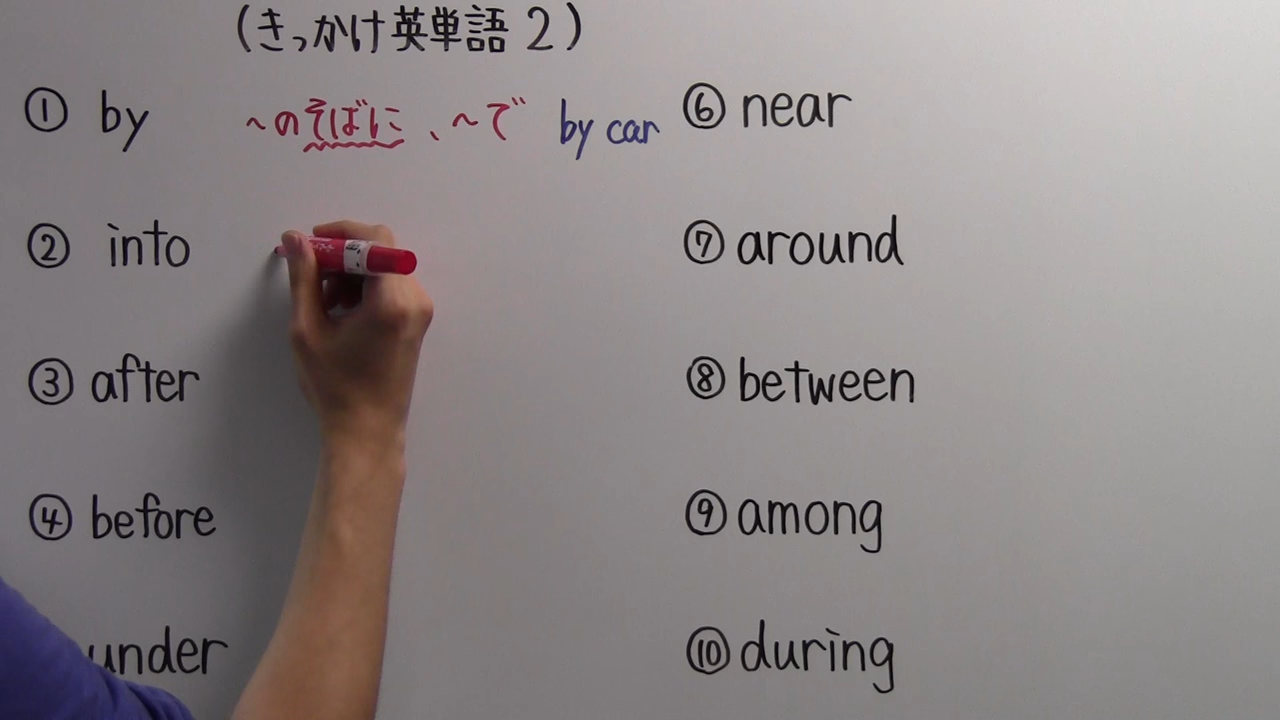 (きっかけ英単語2)
① by ~のそばに、~で by car
② into
③ after
④ before
under
⑥ near
⑦ around
⑧ between
⑨ among
⑩ during